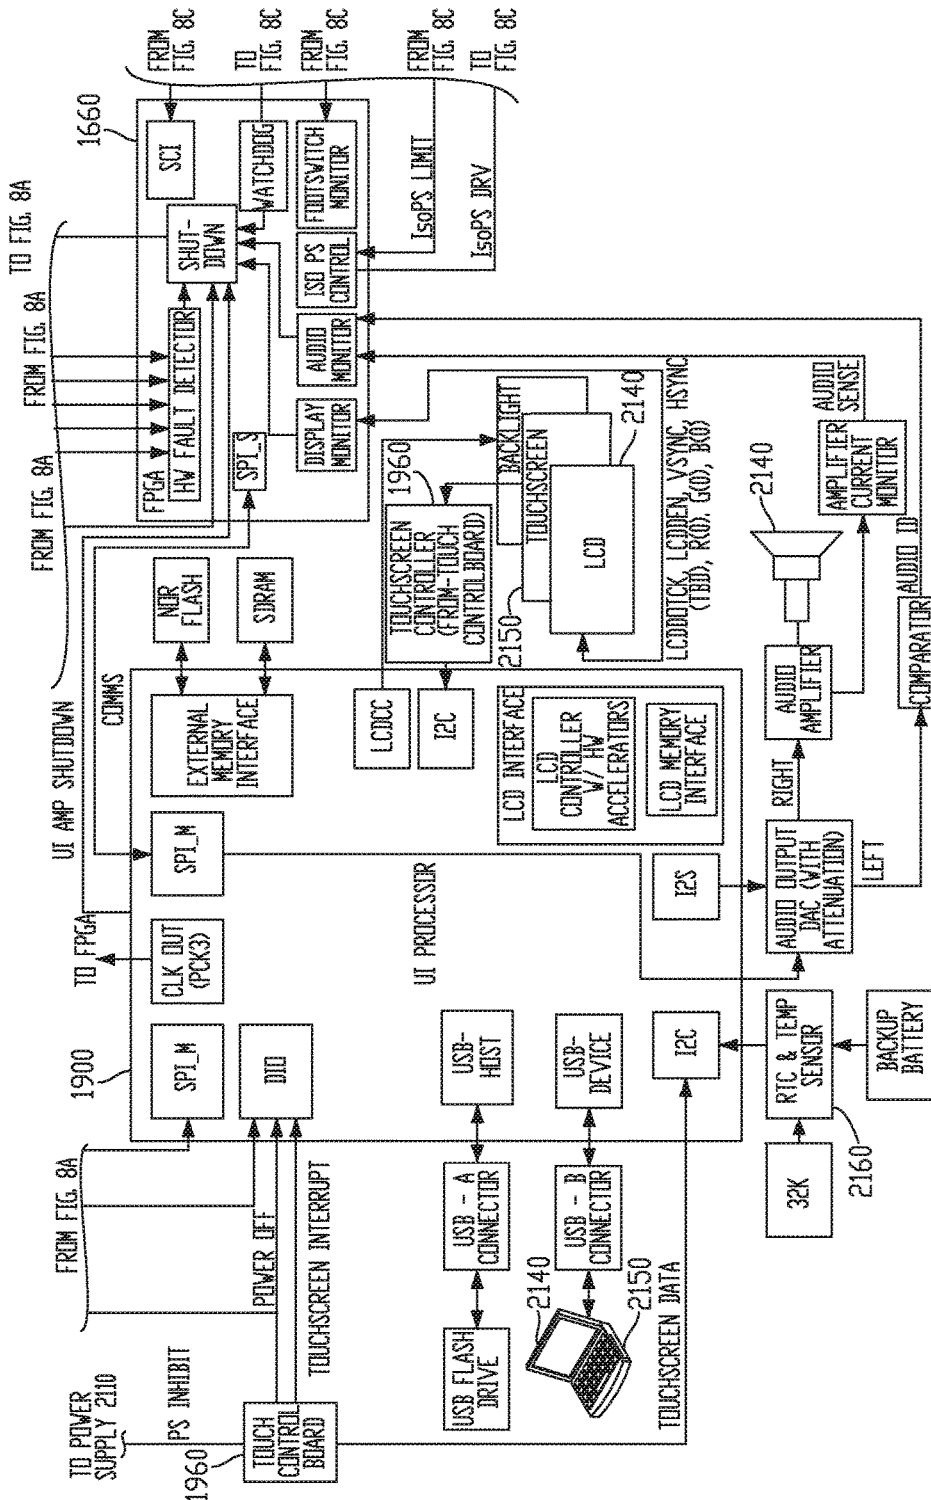 TO POWER
SUPPLY 2110
PS INHIBIT
1960
TOUCH
CONTROL
BOARD
FROM FIG. 8A
POWER OFF
TOUCHSCREEN INTERRUPT
USB FLASH
DRIVE
2140
2150
TOUCHSCREEN DATA
USB - A
CONNECTOR
USB - B
CONNECTOR
32K
2160
1900
SPI_M
DIO
USB-
HOST
USB-
DEVICE
I2C
RTC & TEMP
SENSOR
BACKUP
BATTERY
TO FPGA
CLK OUT
(PCK3)
UI AMP SHUTDOWN
SPI_M
COMMS
UI PROCESSOR
I2S
AUDIO OUTPUT
DAC (WITH
ATTENUATION)
RIGHT
LEFT
EXTERNAL
MEMORY
INTERFACE
LCDCC
I2C
LCD INTERFACE
LCD
CONTROLLER
W/ HW
ACCELERATORS
LCD MEMORY
INTERFACE
AUDIO
AMPLIFIER
COMPARATOR
AUDIO ID
NOR
FLASH
SDRAM
TOUCHSCREEN
CONTROLLER
(FROM-TOUCH
CONTROLBOARD)
1960
2150
BACKLIGHT
TOUCHSCREEN
LCD
2140
LCDDOTCK, LCDDEN, VSYNC, HSYNC
(TBD), R(0), G(0), B(0)
2140
AMPLIFIER
CURRENT
MONITOR
AUDIO
SENSE
FROM FIG. 8A
FROM FIG. 8A
TO FIG. 8A
1660
FPGA
HW FAULT DETECTOR
SHUT-
DOWN
SCI
SPI_S
WATCHDOG
DISPLAY
MONITOR
AUDIO
MONITOR
ISO PS
CONTROL
FOOTSWITCH
MONITOR
IsoPS LIMIT
IsoPS DRV
FROM
FIG. 8C
TO
FIG. 8C
FROM
FIG. 8C
FROM
FIG. 8C
TO
FIG. 8C